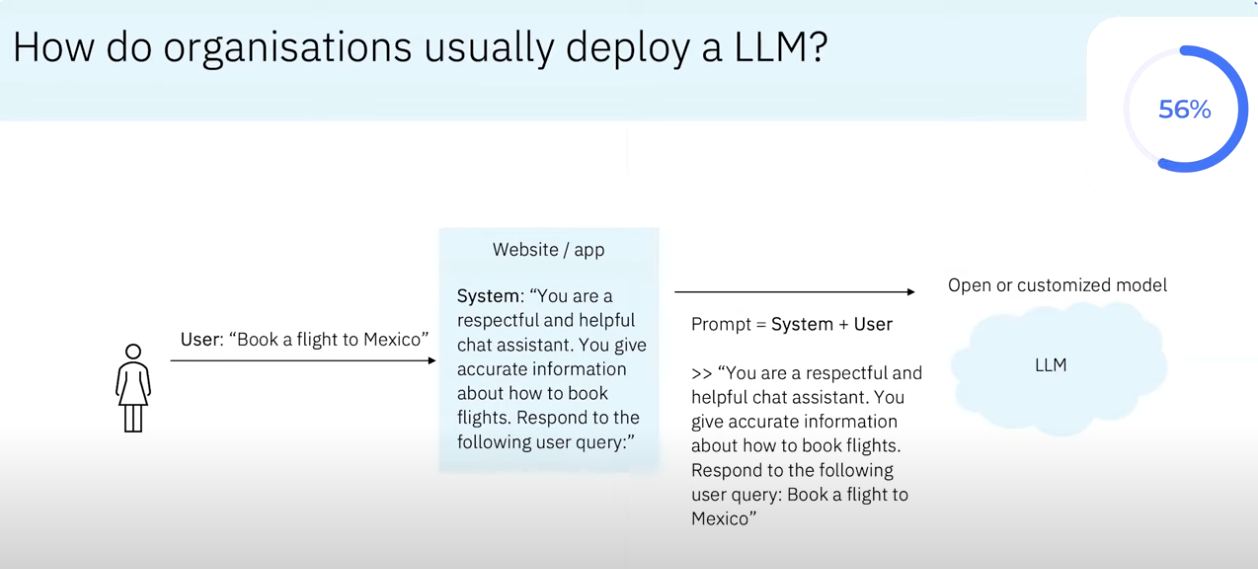 How do organisations usually deploy a LLM?
56%
User: “Book a flight to Mexico”
Website / app
System: “You are a
respectful and helpful
chat assistant. You give
accurate information
about how to book
flights. Respond to the
following user query:”
Prompt = System + User
>> “You are a respectful and
helpful chat assistant. You
give accurate information
about how to book flights.
Respond to the following
user query: Book a flight to
Mexico”
Open or customized model
LLM